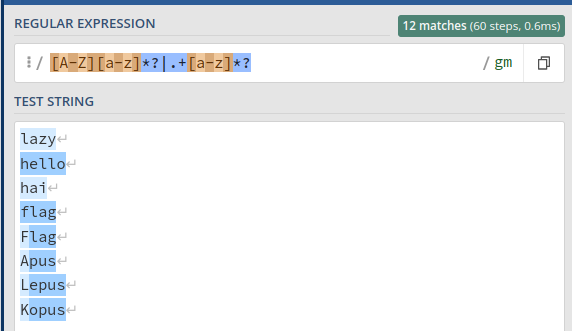 REGULAR EXPRESSION
12 matches (60 steps, 0.6ms)
/ [A-Z][a-z]*?|.+[a-z]*? / gm
TEST STRING
lazy↵
hello↵
hai↵
flag↵
Flag↵
Apus↵
Lepus↵
Kopus↵